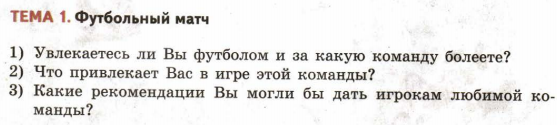 ТЕМА 1. Футбольный матч
1) Увлекаетесь ли Вы футболом и за какую команду болеете?
2) Что привлекает Вас в игре этой команды?
3) Какие рекомендации Вы могли бы дать игрокам любимой ко-
манды?